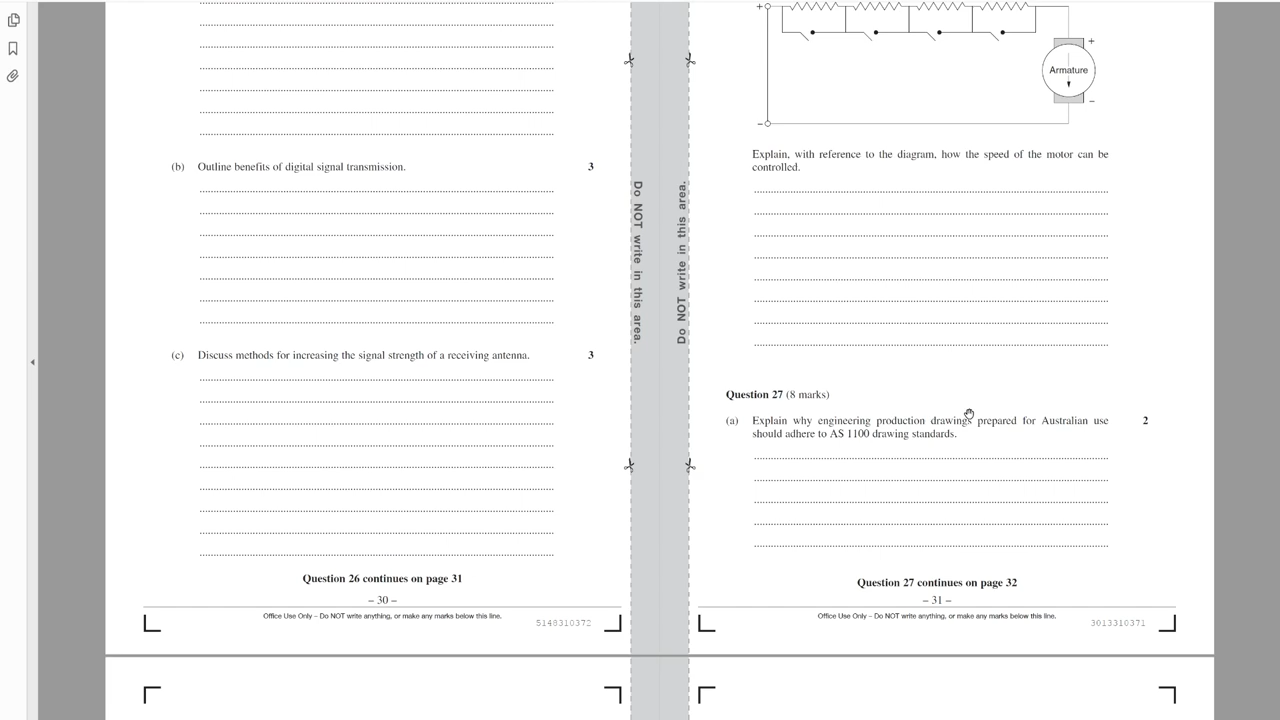 (b) Outline benefits of digital signal transmission. 3
(c) Discuss methods for increasing the signal strength of a receiving antenna. 3
Question 26 continues on page 31
– 30 –
Office Use Only – Do NOT write anything, or make any marks below this line.
5148310372
Do NOT write in this area.
Do NOT write in this area.
+
+
Armature
–
–
Explain, with reference to the diagram, how the speed of the motor can be
controlled.
Question 27 (8 marks)
(a) Explain why engineering production drawings prepared for Australian use 2
should adhere to AS 1100 drawing standards.
Question 27 continues on page 32
– 31 –
Office Use Only – Do NOT write anything, or make any marks below this line.
3013310371